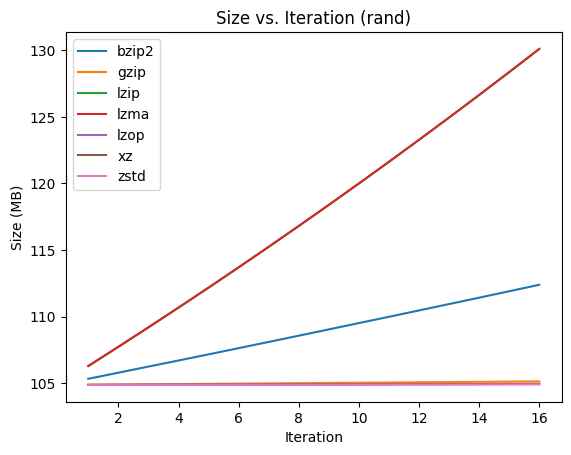 Size vs. Iteration (rand)
bzip2
gzip
lzip
lzma
lzop
xz
zstd
130
125
120
115
110
105
Size (MB)
2 4 6 8 10 12 14 16
Iteration